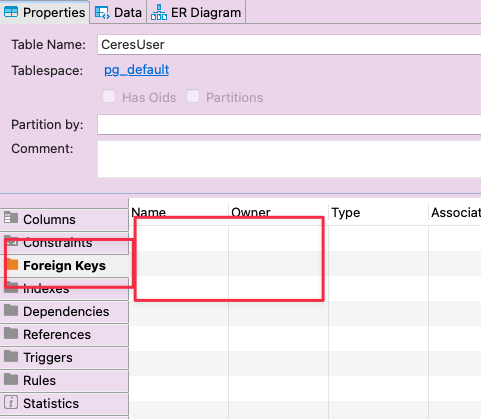 Properties Data ER Diagram
Table Name: CeresUser
Tablespace: pg_default
Has Oids Partitions
Partition by:
Comment:
Name Owner Type Associat
Columns
Constraints
Foreign Keys
Indexes
Dependencies
References
Triggers
Rules
Statistics